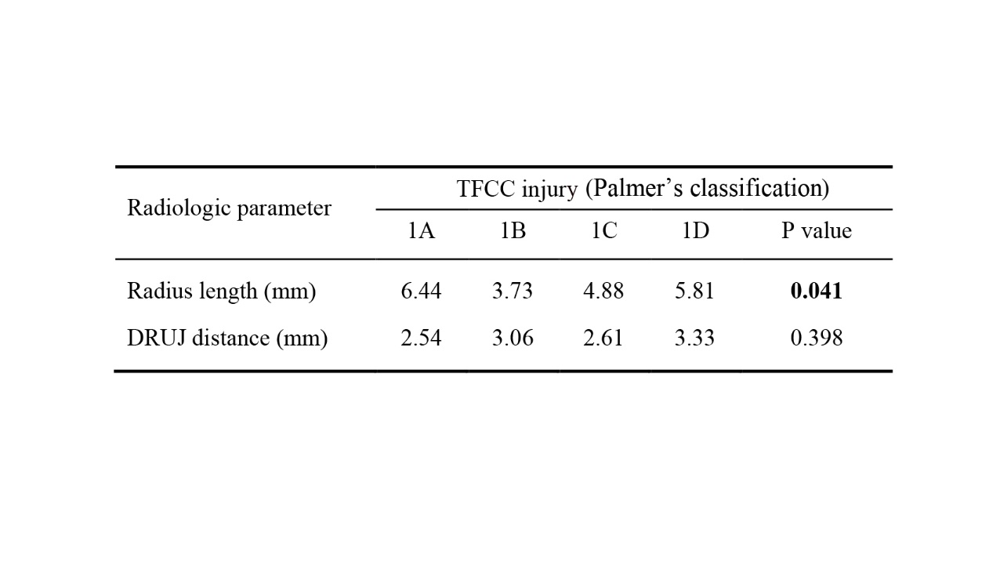 Radiologic parameter
TFCC injury (Palmer’s classification)
1A 1B 1C 1D P value
Radius length (mm) 6.44 3.73 4.88 5.81 0.041
DRUJ distance (mm) 2.54 3.06 2.61 3.33 0.398